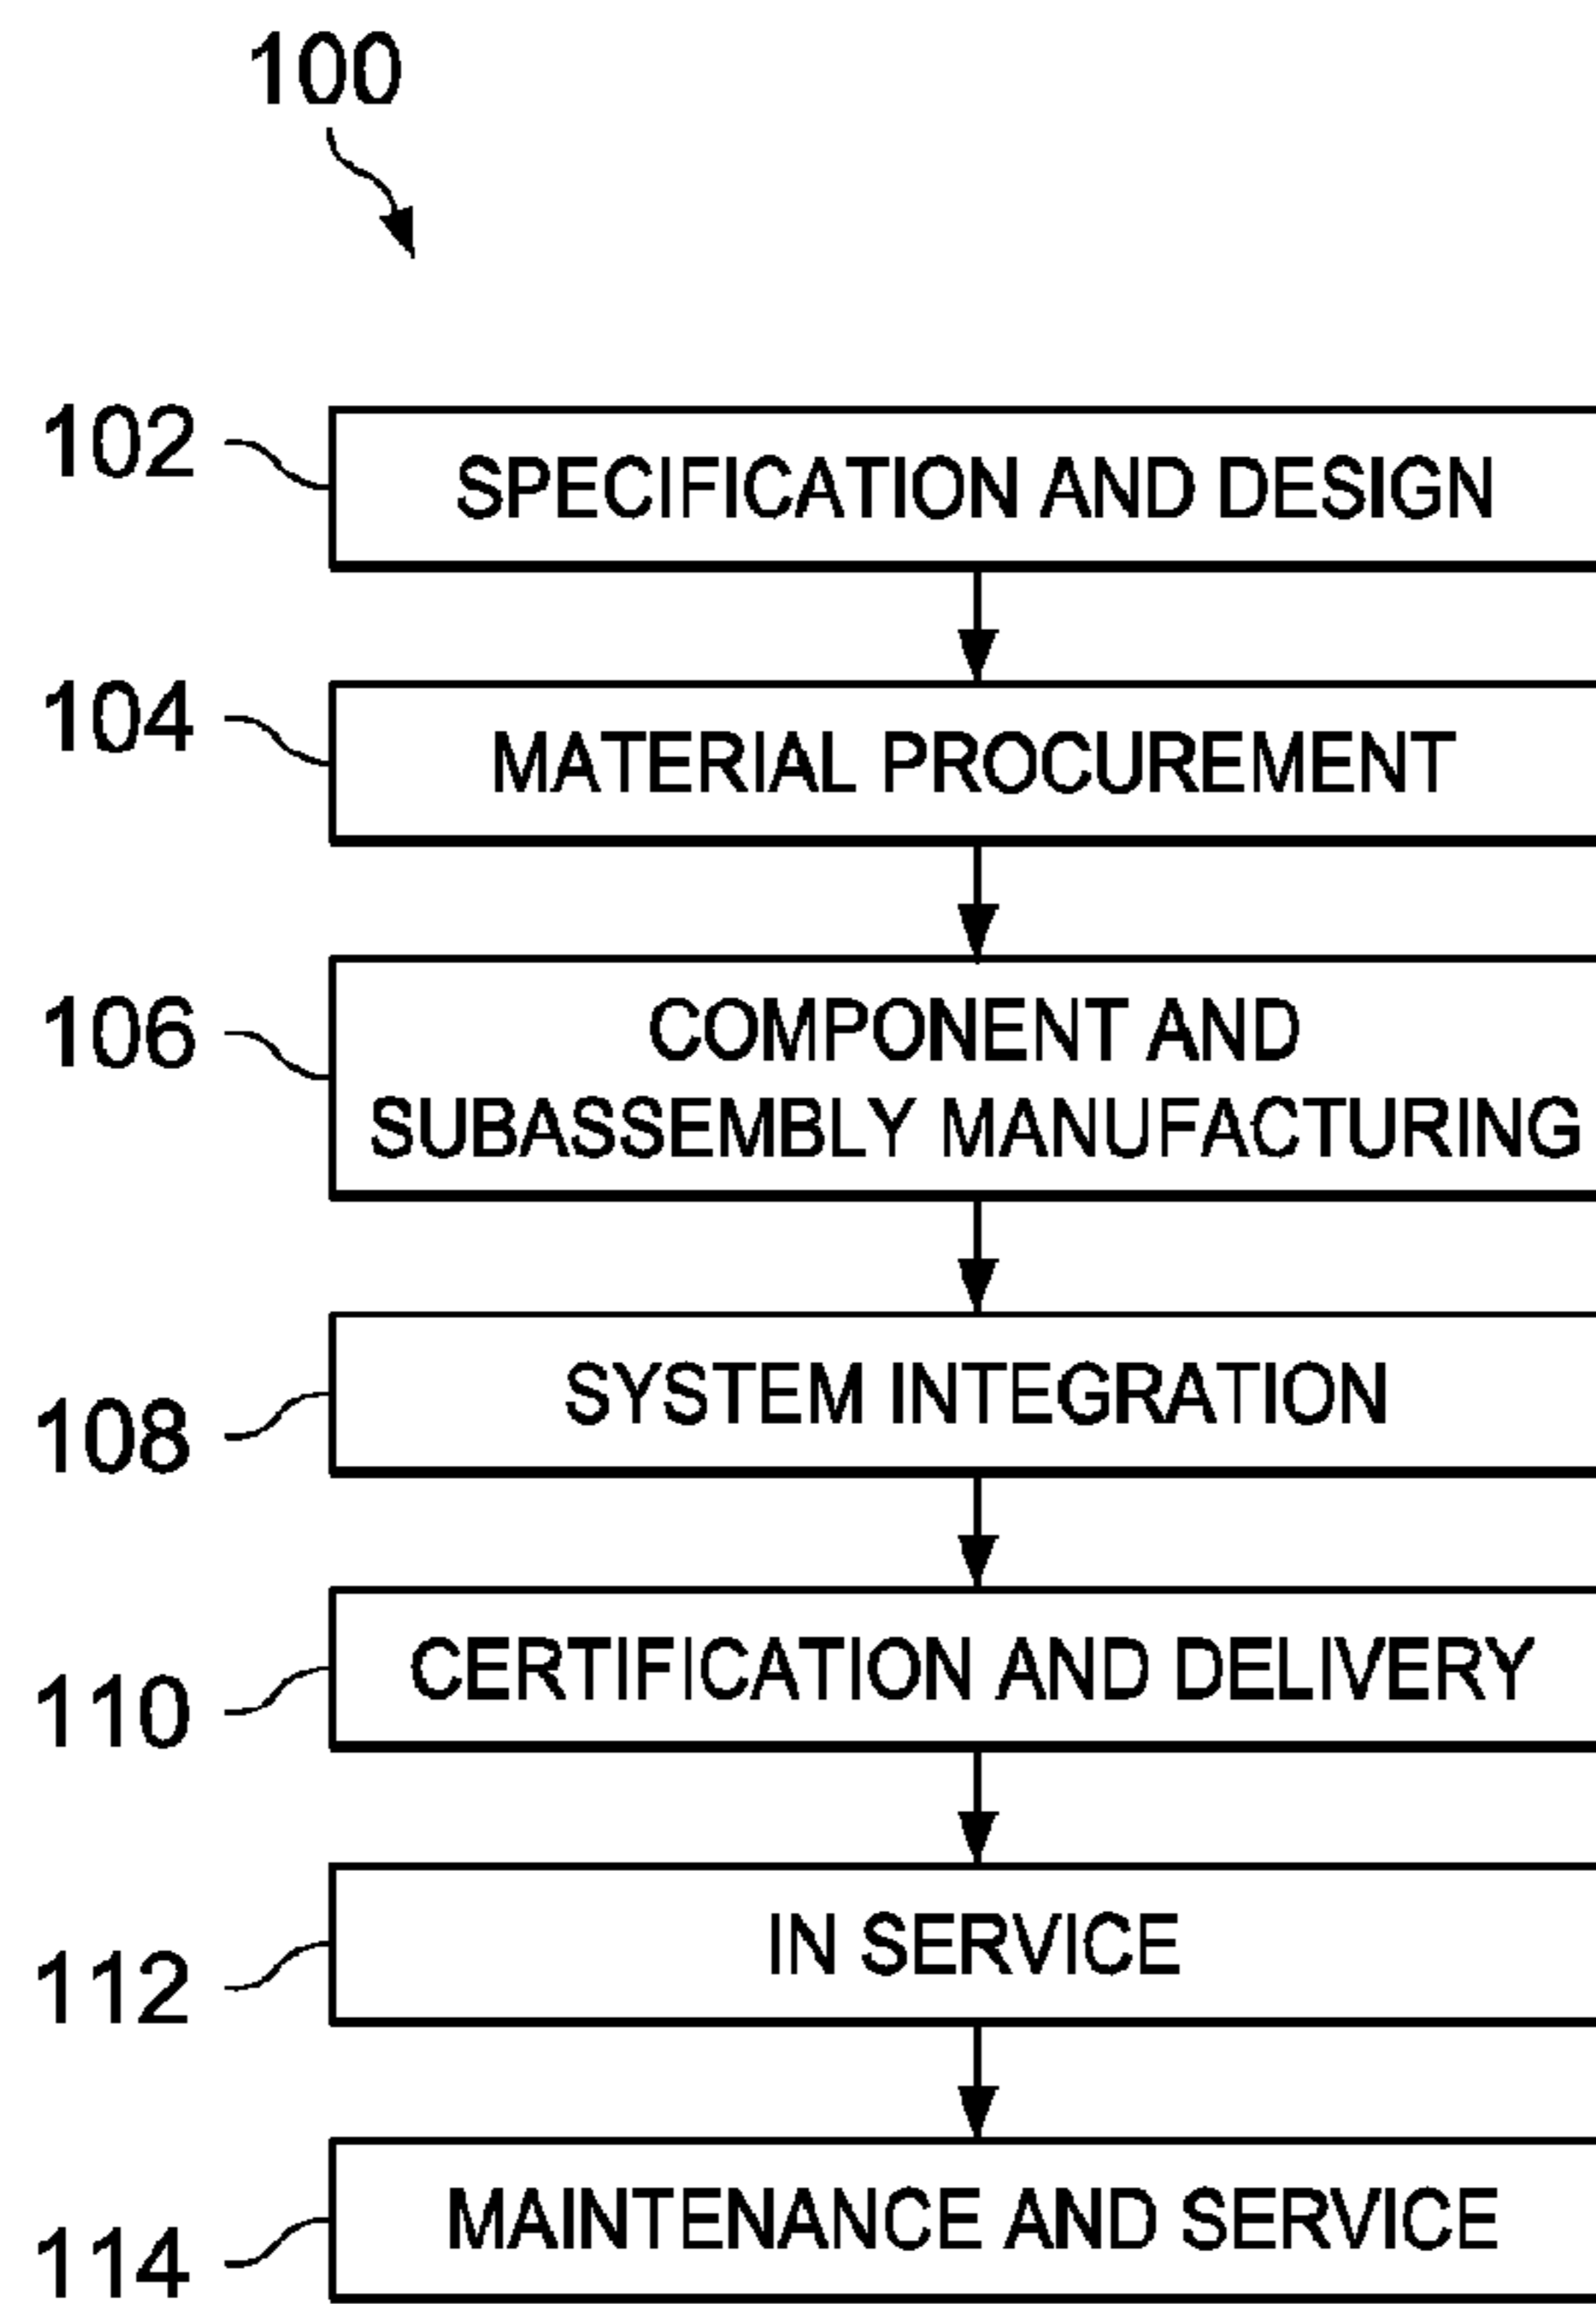 100
102
SPECIFICATION AND DESIGN
104
MATERIAL PROCUREMENT
106
COMPONENT AND
SUBASSEMBLY MANUFACTURING
108
SYSTEM INTEGRATION
110
CERTIFICATION AND DELIVERY
112
IN SERVICE
114
MAINTENANCE AND SERVICE